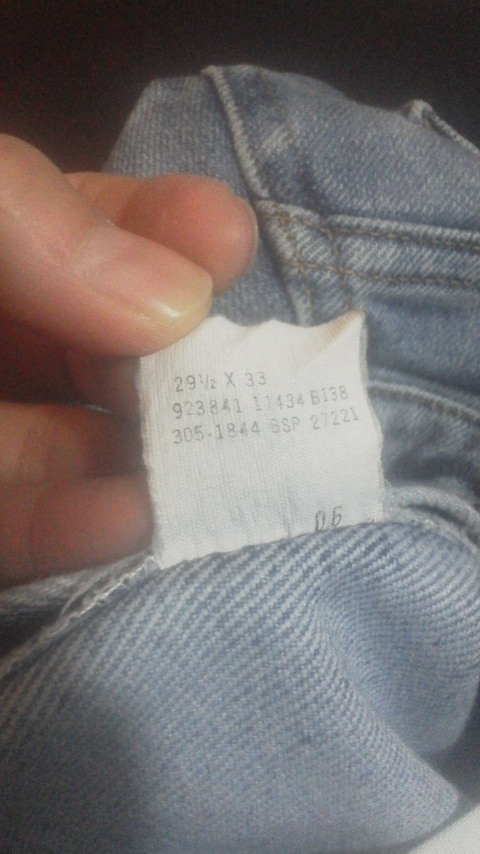 29½ X 33
923841 11434 BI38
305-1844 BSP 27221
06